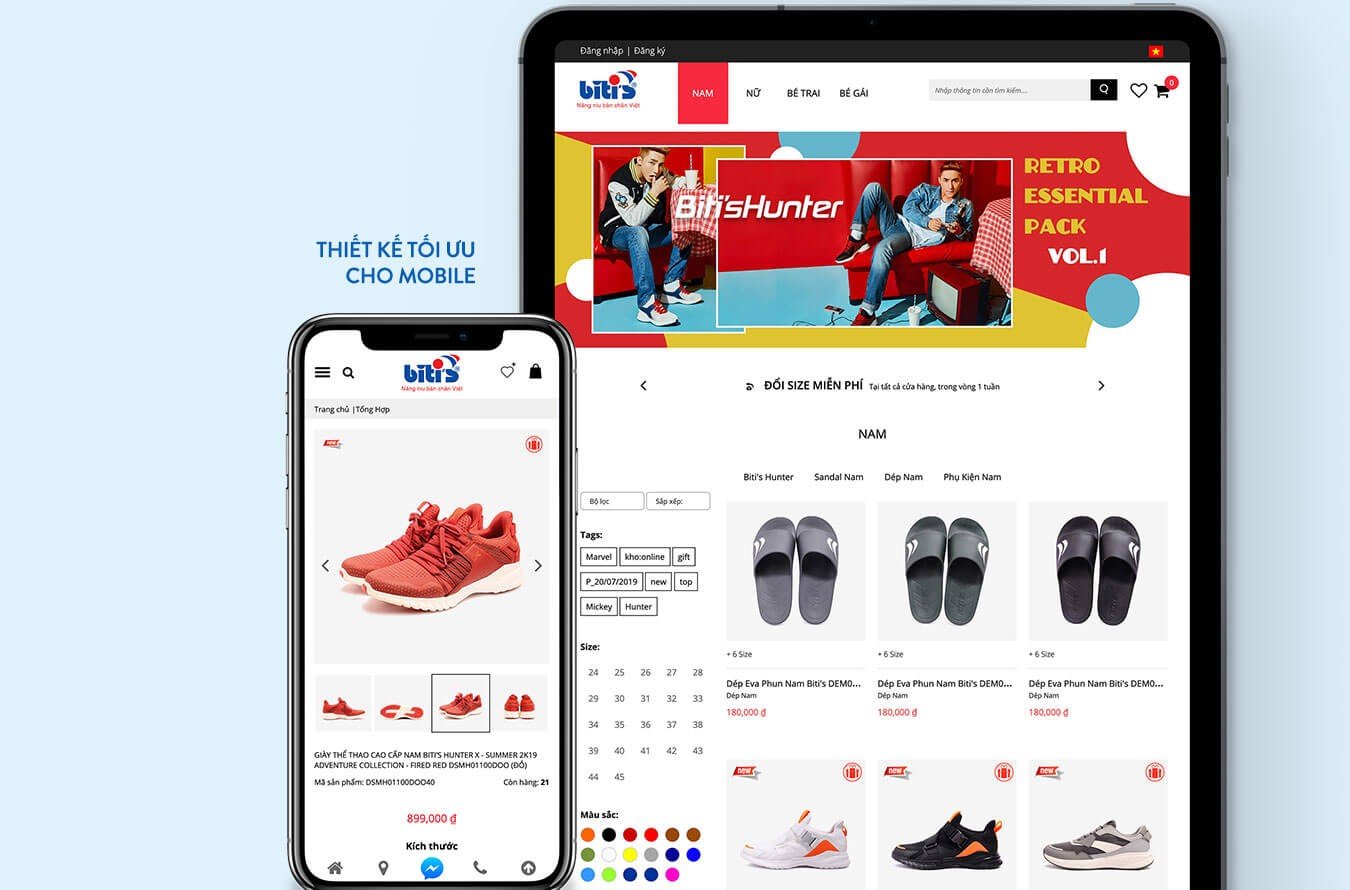 Đăng nhập | Đăng ký
biti's
Nâng niu bàn chân Việt
NAM
NỮ
BÉ TRAI
BÉ GÁI
Nhập thông tin cần tìm kiếm....
0
Biti'sHunter
RETRO
ESSENTIAL
PACK
VOL.1
ĐỔI SIZE MIỄN PHÍ Tại tất cả cửa hàng, trong vòng 1 tuần
NAM
Biti's Hunter
Sandal Nam
Dép Nam
Phụ Kiện Nam
Bộ lọc
Sắp xếp:
Tags:
Marvel
kho:online
gift
P_20/07/2019
new
top
Mickey
Hunter
Size:
24 25 26 27 28
29 30 31 32 33
34 35 36 37 38
39 40 41 42 43
44 45
Màu sắc:
+ 6 Size
Dép Eva Phun Nam Biti's DEM0...
Dép Nam
180,000 ₫
+ 6 Size
Dép Eva Phun Nam Biti's DEM0...
Dép Nam
180,000 ₫
+ 6 Size
Dép Eva Phun Nam Biti's DEM0...
Dép Nam
180,000 ₫
new
new
new
THIẾT KẾ TỐI ƯU
CHO MOBILE
biti's
Nâng niu bàn chân Việt
Trang chủ |Tổng Hợp
new
GIÀY THỂ THAO CAO CẤP NAM BITI'S HUNTER X - SUMMER 2K19
ADVENTURE COLLECTION - FIRED RED DSMH01100DOO (ĐỎ)
Mã sản phẩm: DSMH01100DOO40
Còn hàng: 21
899,000 ₫
Kích thước